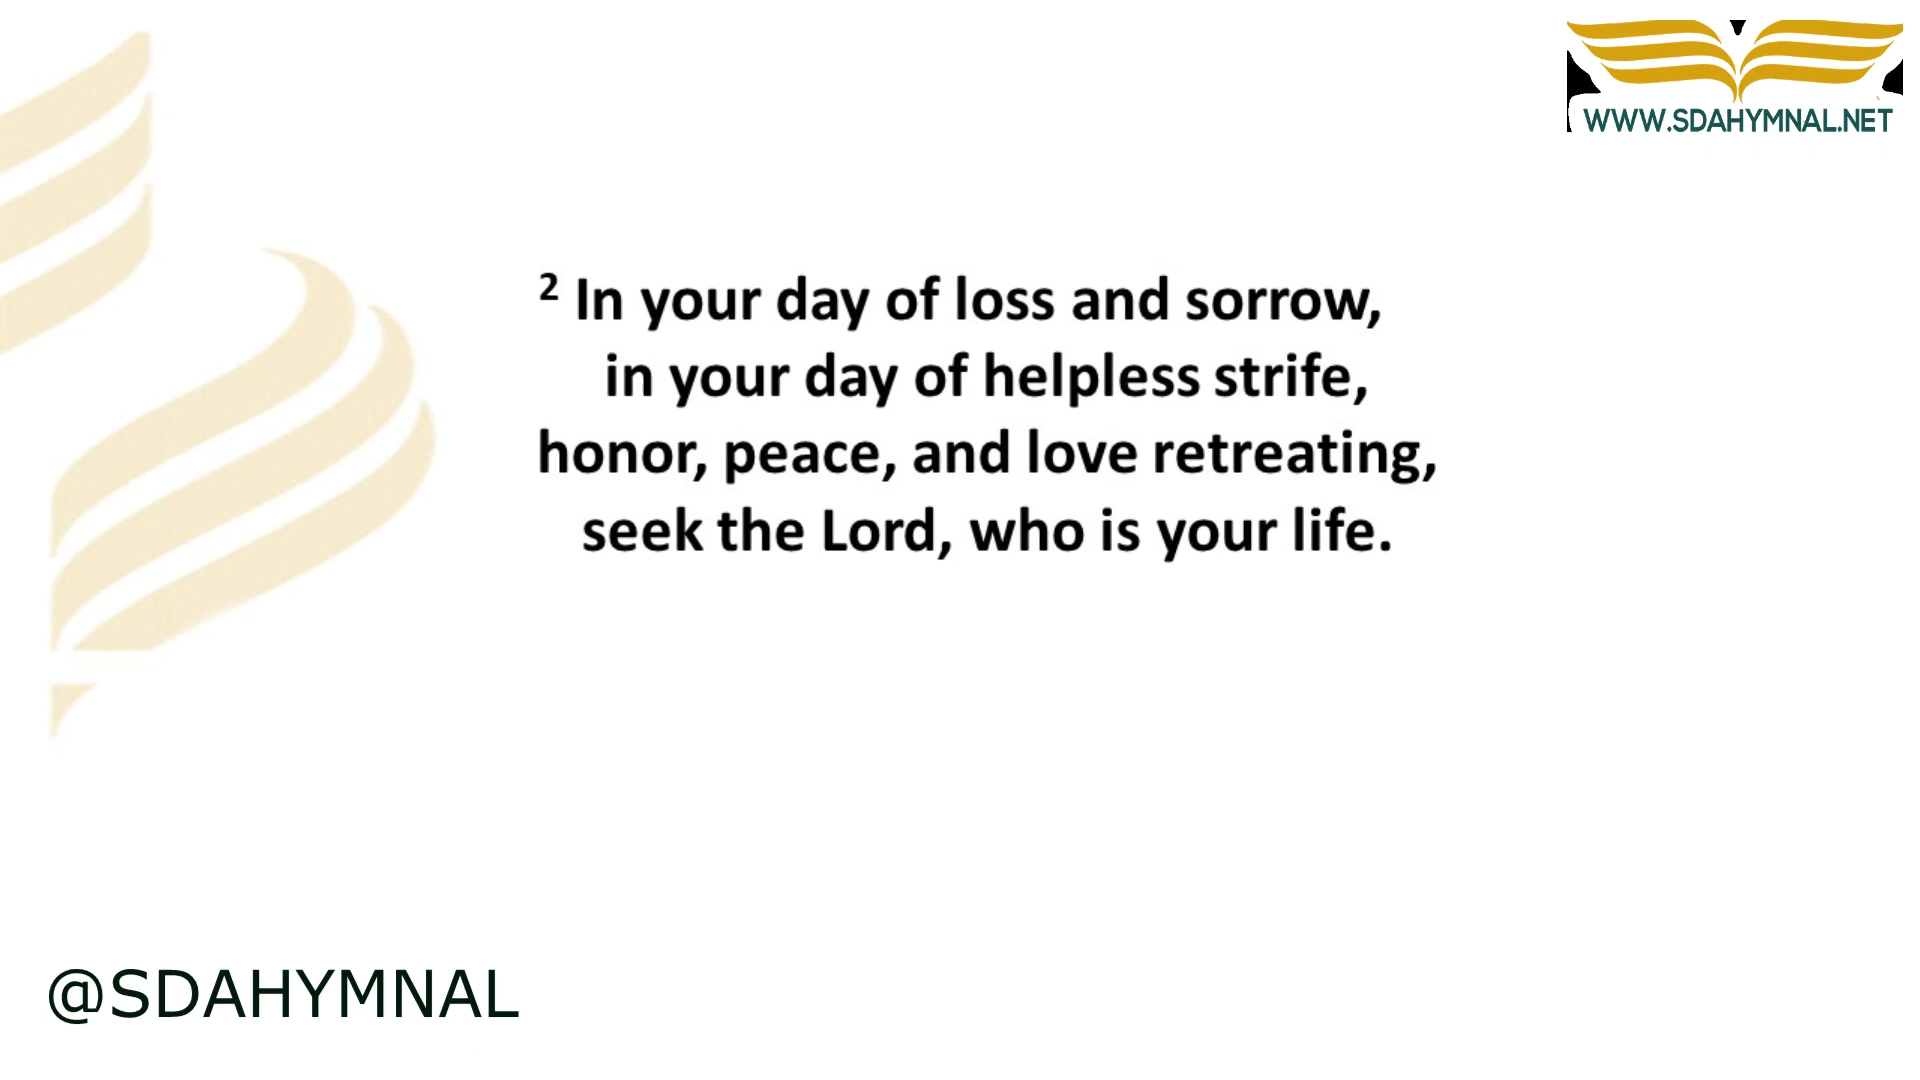 WWW.SDAHYMNAL.NET
2 In your day of loss and sorrow,
in your day of helpless strife,
honor, peace, and love retreating,
seek the Lord, who is your life.
@SDAHYMNAL